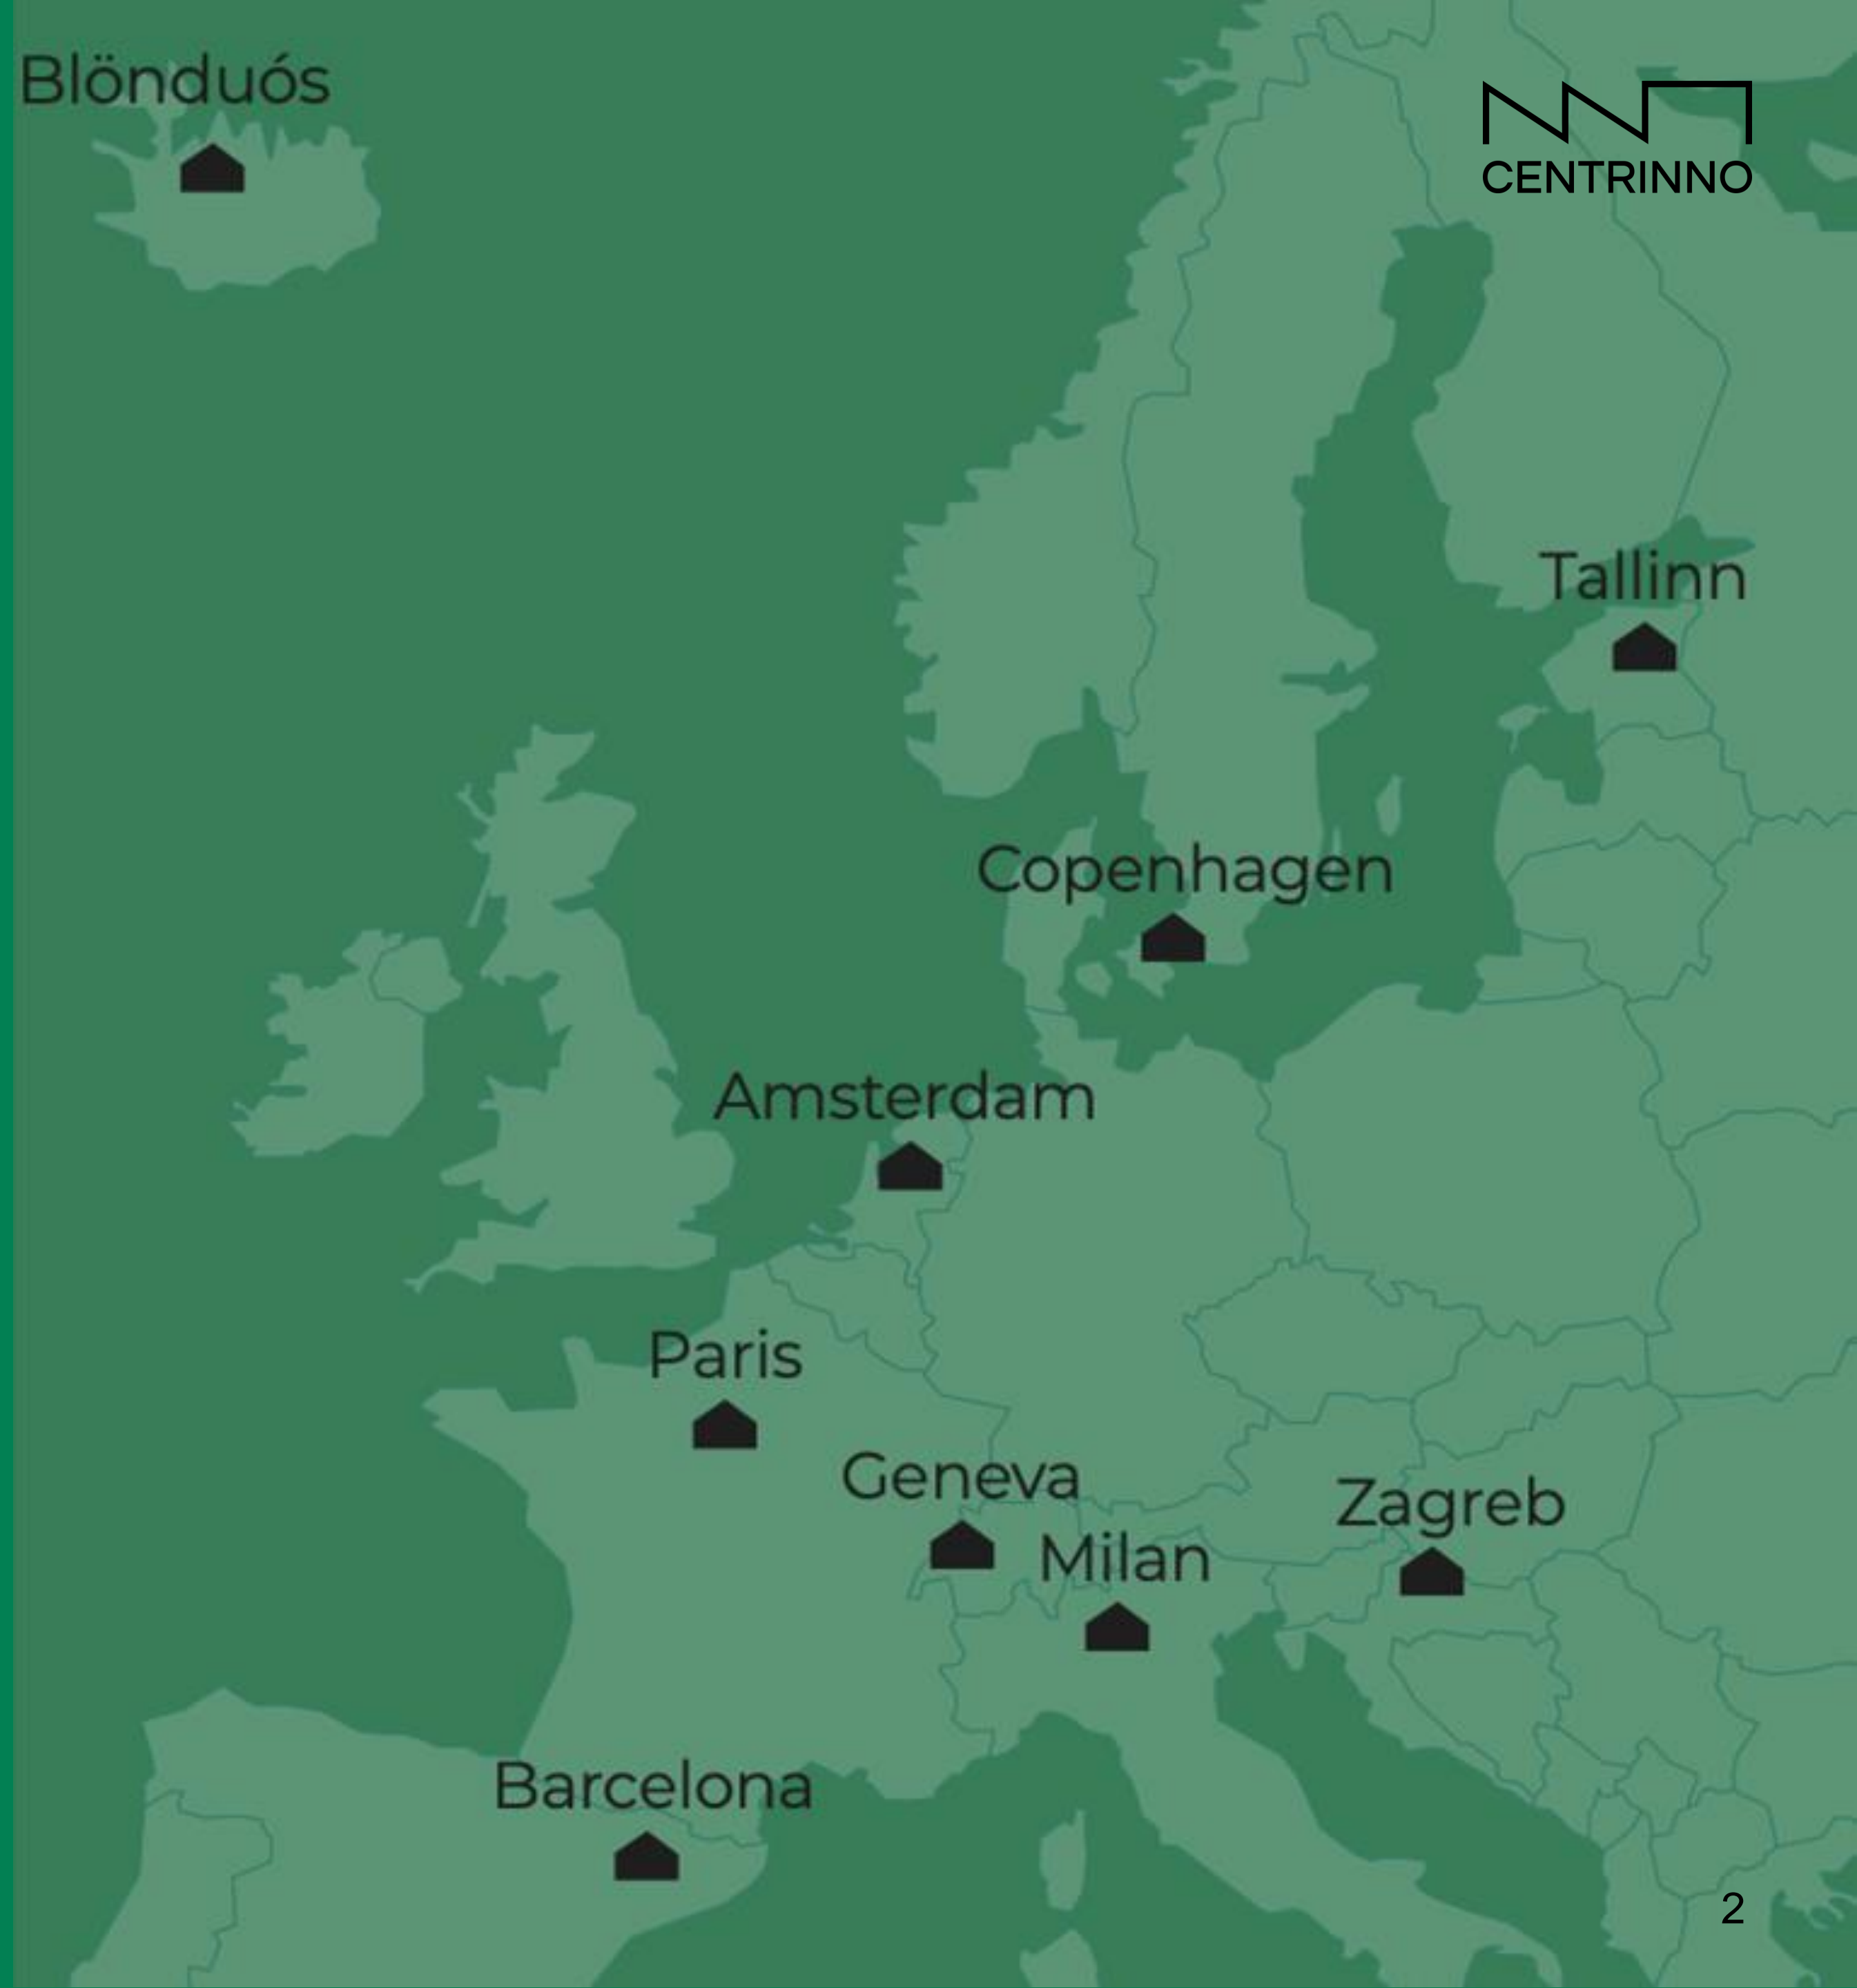 Blönduós
CENTRINNO
Tallinn
Copenhagen
Amsterdam
Paris
Geneva
Zagreb
Milan
Barcelona
2